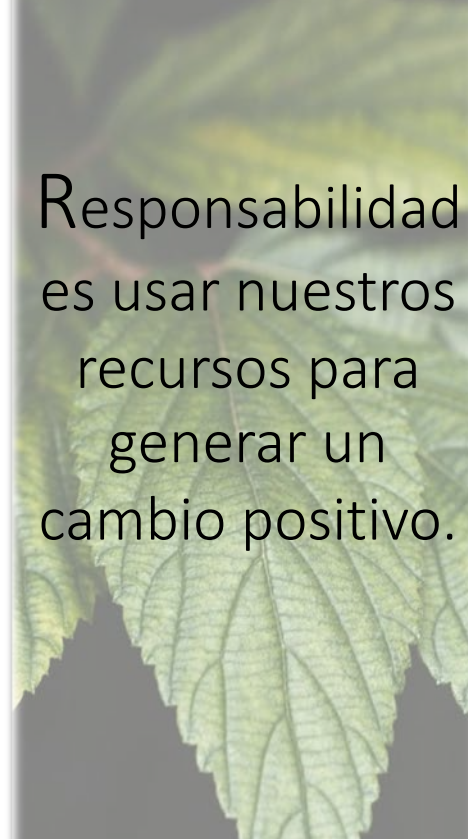 Responsabilidad
es usar nuestros
recursos para
generar un
cambio positivo.